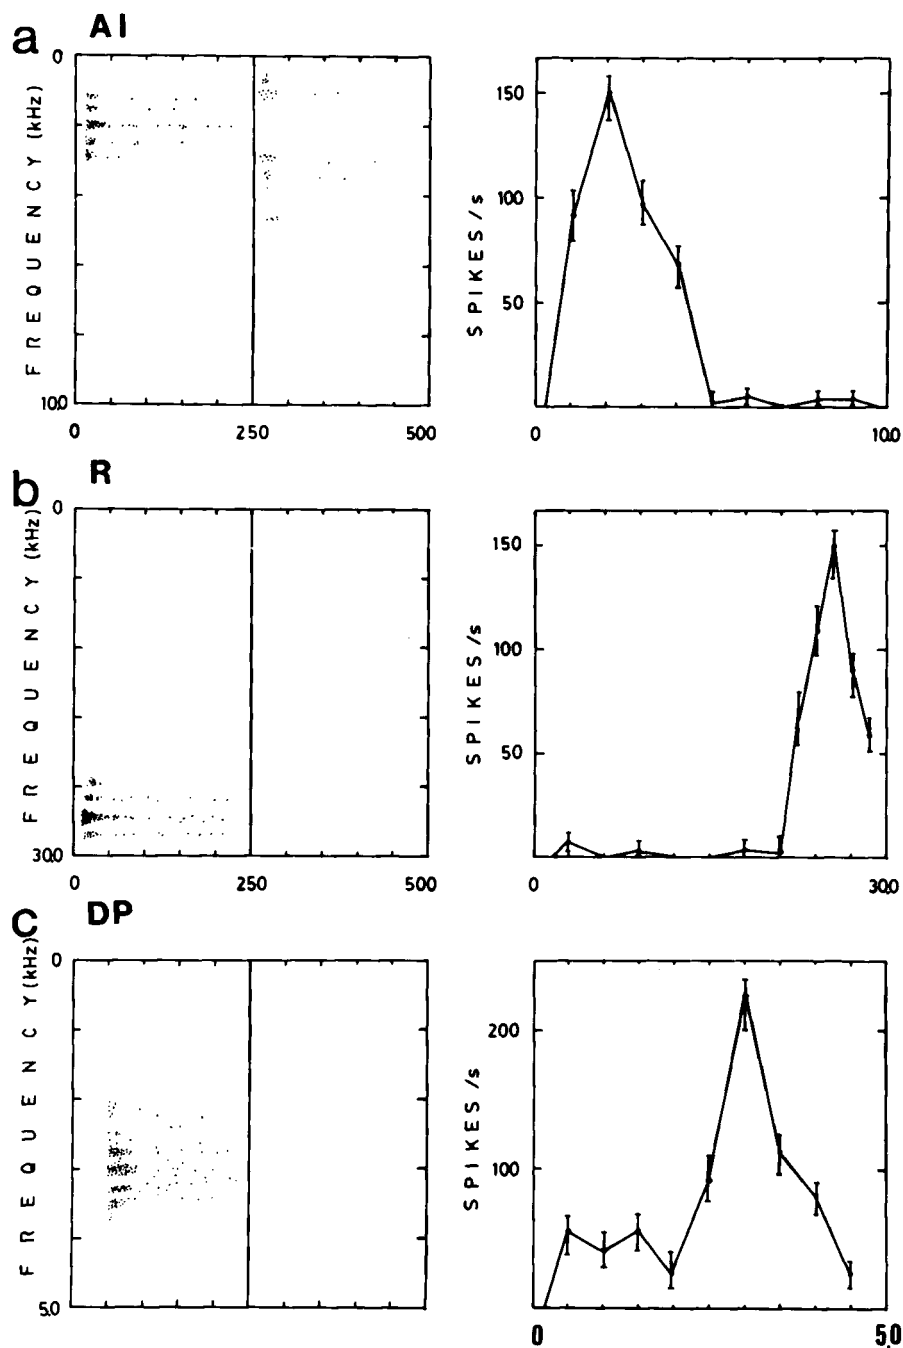 a AI
FREQUENCY (kHz)
0
10.0
0 250 500
SPIKES/s
150
100
50
0 10.0
b R
FREQUENCY (kHz)
0
30.0
0 250 500
SPIKES/s
150
100
50
0 30.0
c DP
FREQUENCY (kHz)
0
5.0
SPIKES/s
200
100
0 5.0